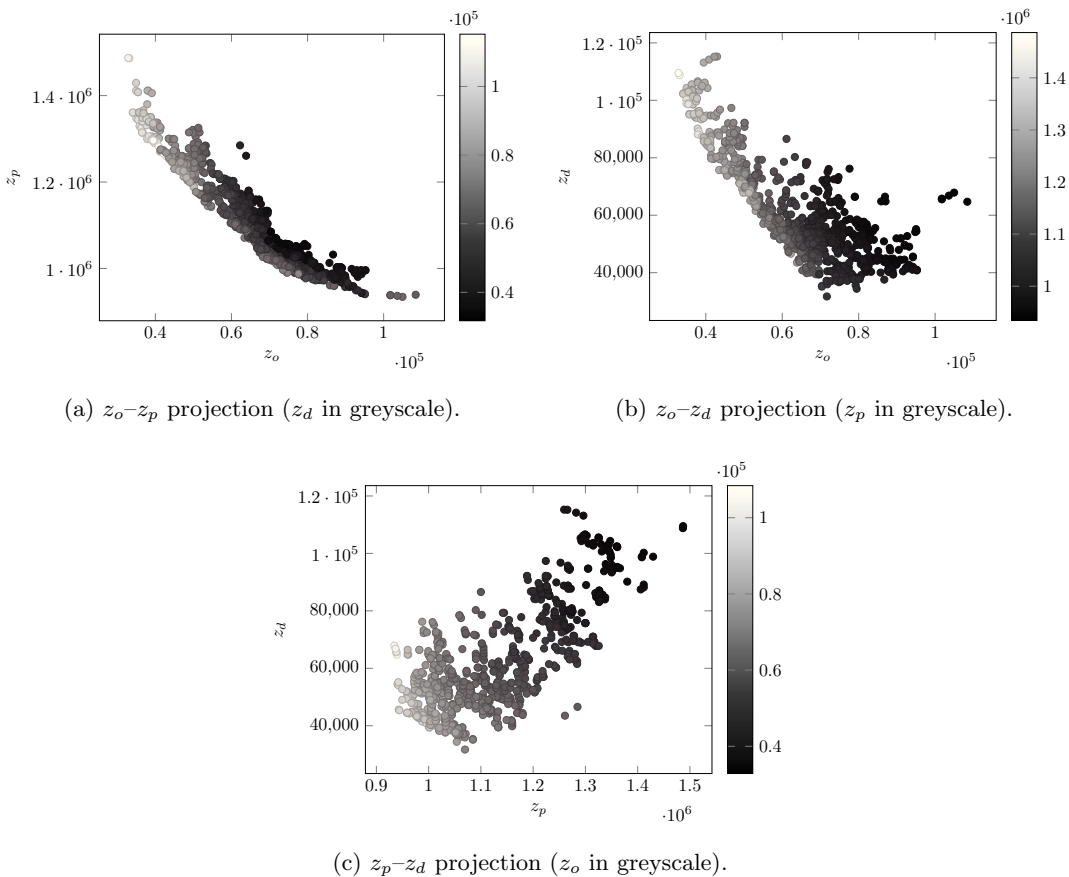 ·10⁵
1.4 · 10⁶
1.2 · 10⁶
1 · 10⁶
z_p
0.4
0.6
0.8
1
z_o
·10⁵
1
0.8
0.6
0.4
(a) z_o–z_p projection (z_d in greyscale).
·10⁶
1.2 · 10⁵
1 · 10⁵
80,000
60,000
40,000
z_d
0.4
0.6
0.8
1
z_o
·10⁵
1.4
1.3
1.2
1.1
1
(b) z_o–z_d projection (z_p in greyscale).
·10⁵
1.2 · 10⁵
1 · 10⁵
80,000
60,000
40,000
z_d
0.9
1
1.1
1.2
1.3
1.4
1.5
z_p
·10⁶
1
0.8
0.6
0.4
(c) z_p–z_d projection (z_o in greyscale).